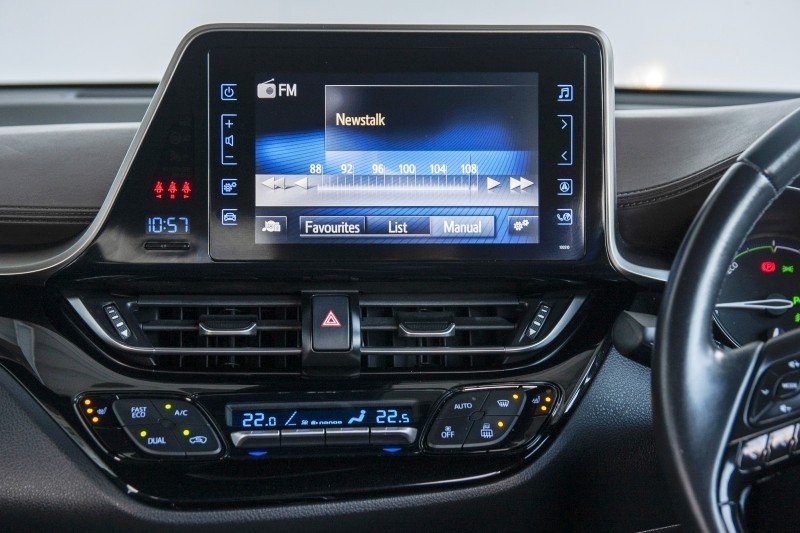 FM
Newstalk
88 92 96 100 104 108
Favourites List Manual
10:57
22.0 22.5
FAST ECO
A/C
DUAL
AUTO
OFF
ECO
MODE